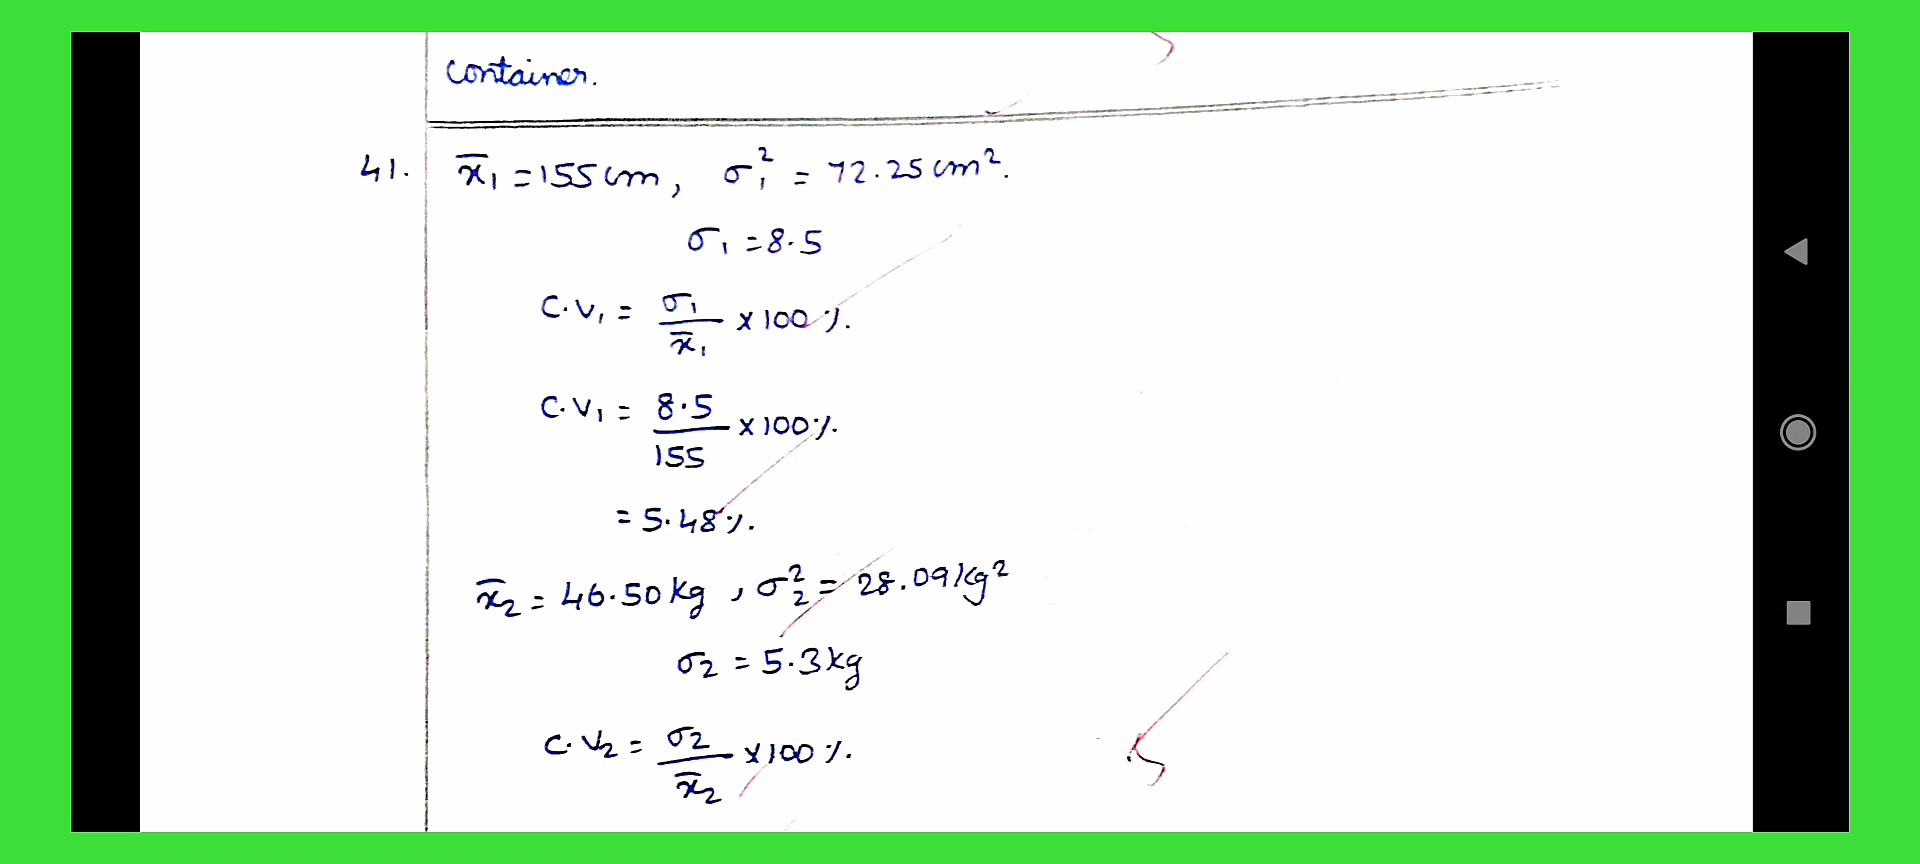 container.
41. x̄₁ = 155 cm, σ₁² = 72.25 cm².
σ₁ = 8.5
C.V₁ = σ₁/x̄₁ × 100 %.
C.V₁ = 8.5/155 × 100 %.
= 5.48 %.
x̄₂ = 46.50 kg, σ₂² = 28.09 kg²
σ₂ = 5.3 kg
C.V₂ = σ₂/x̄₂ × 100 %.
5